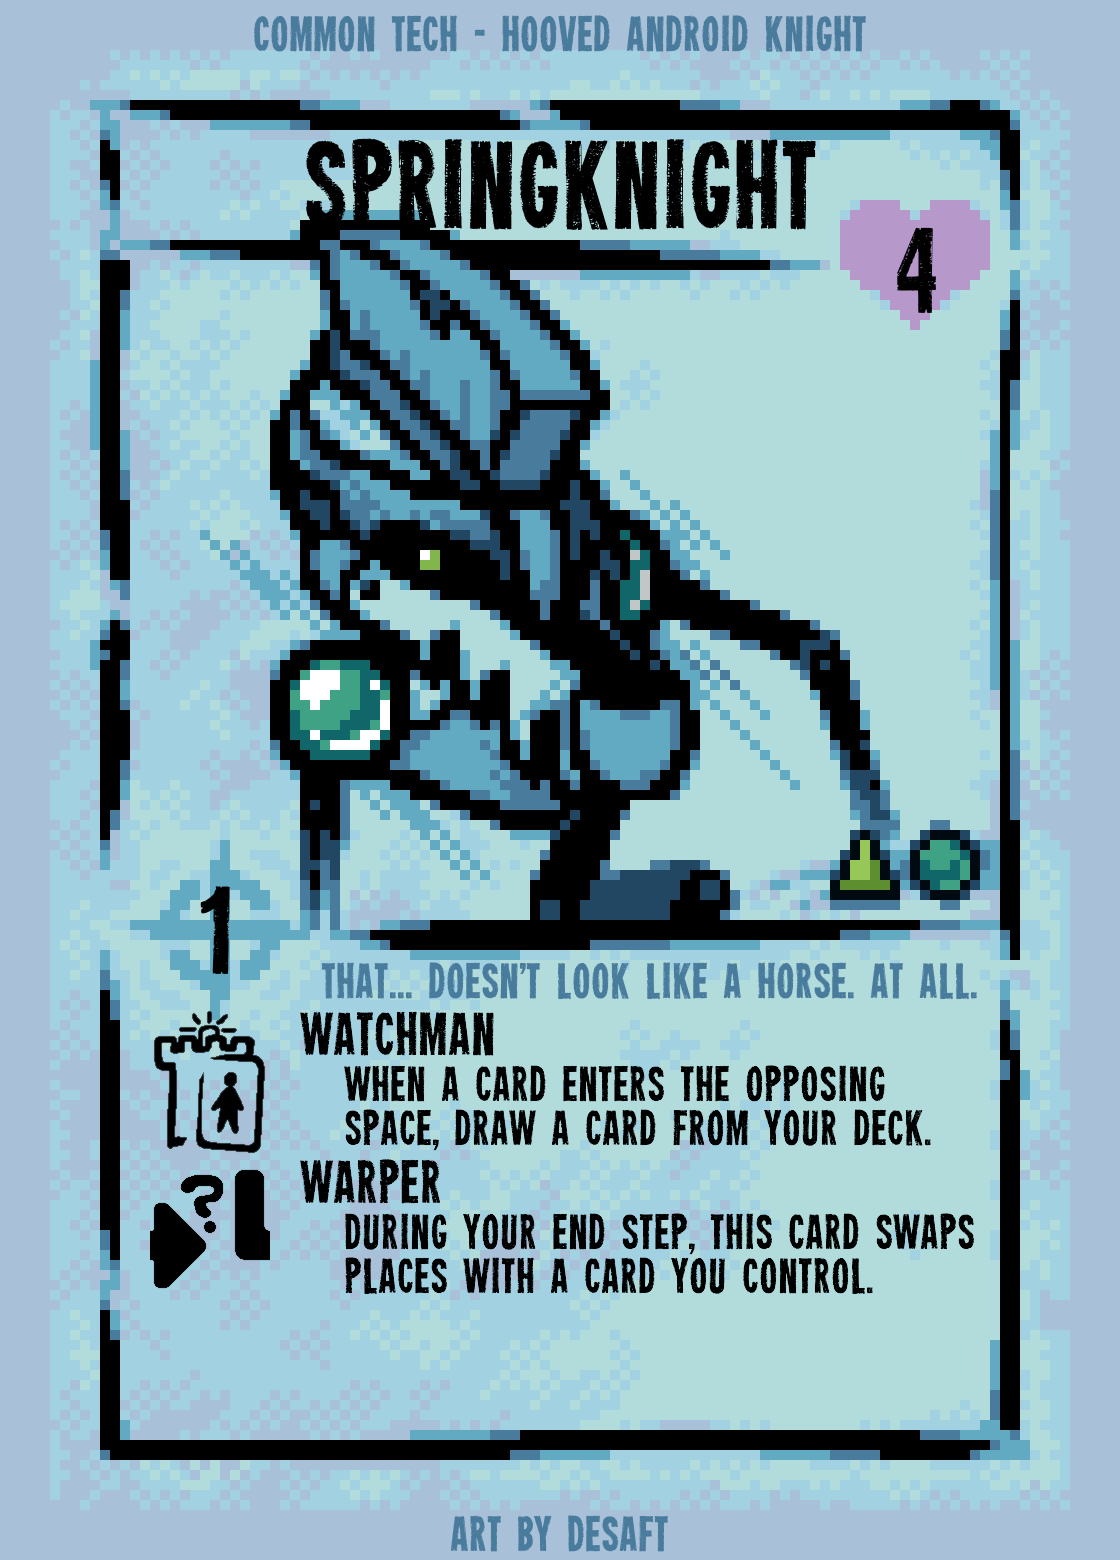 COMMON TECH - HOOVED ANDROID KNIGHT
SPRINGKNIGHT
4
1
THAT... DOESN'T LOOK LIKE A HORSE. AT ALL.
WATCHMAN
WHEN A CARD ENTERS THE OPPOSING
SPACE, DRAW A CARD FROM YOUR DECK.
?
WARPER
DURING YOUR END STEP, THIS CARD SWAPS
PLACES WITH A CARD YOU CONTROL.
ART BY DESAFT